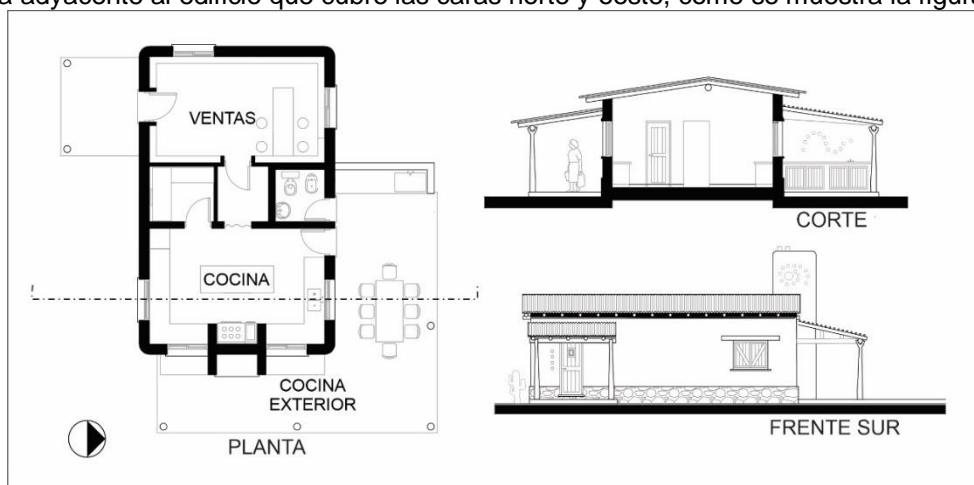 a adyacente al edificio que cubre las caras norte y oeste, como se muestra la figura
VENTAS
COCINA
COCINA
EXTERIOR
PLANTA
CORTE
FRENTE SUR